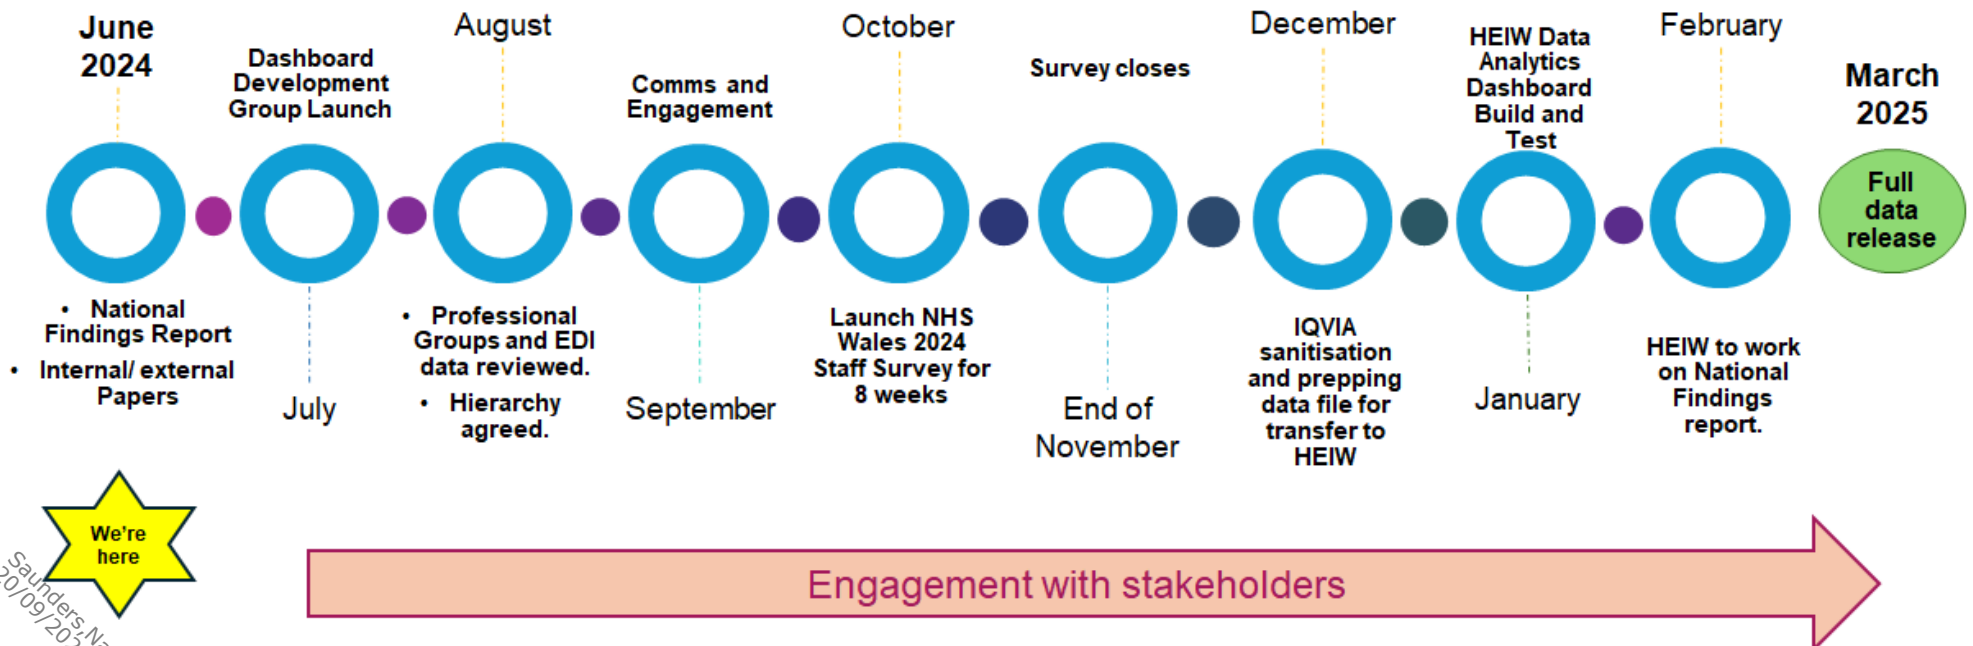 June
2024
• National
Findings Report
• Internal/ external
Papers
Dashboard
Development
Group Launch
July
August
• Professional
Groups and EDI
data reviewed.
• Hierarchy
agreed.
Comms and
Engagement
September
October
Launch NHS
Wales 2024
Staff Survey for
8 weeks
Survey closes
End of
November
December
IQVIA
sanitisation
and prepping
data file for
transfer to
HEIW
HEIW Data
Analytics
Dashboard
Build and
Test
January
February
HEIW to work
on National
Findings
report.
March
2025
Full
data
release
We're
here
Engagement with stakeholders
Saunders,